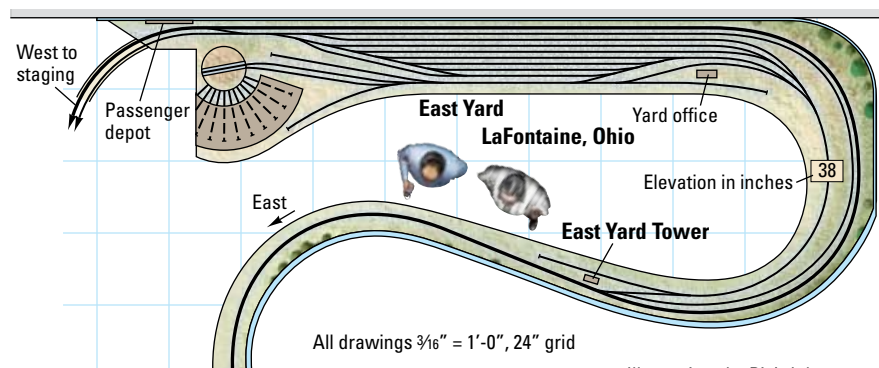 West to
staging
Passenger
depot
East Yard
LaFontaine, Ohio
Yard office
Elevation in inches
38
East
East Yard Tower
All drawings 3⁄16" = 1'-0", 24" grid